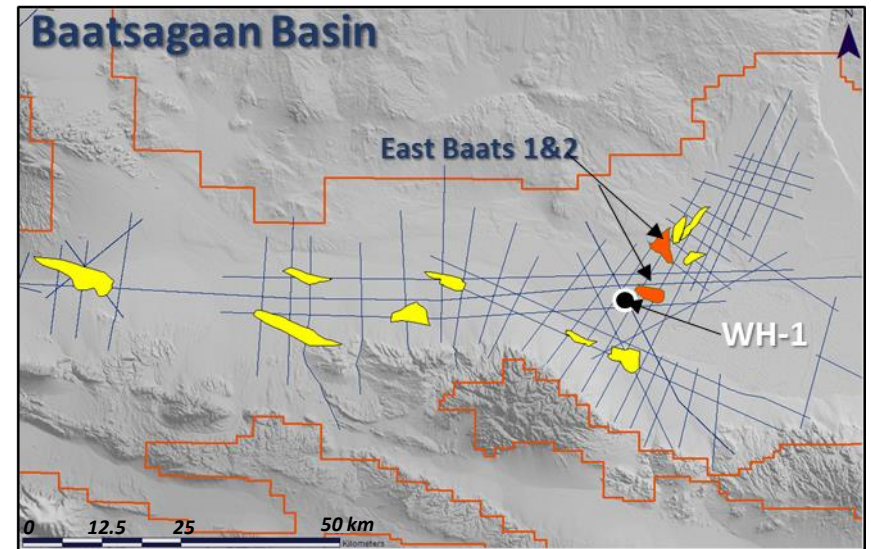 Baatsagaan Basin
N
East Baats 1&2
WH-1
0 12.5 25 50 km
Kilometers